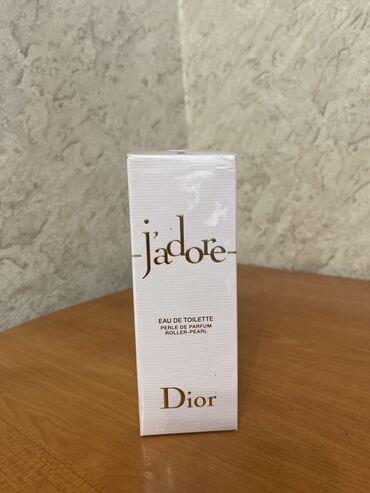 j'adore
EAU DE TOILETTE
PERLE DE PARFUM
ROLLER-PEARL
Dior